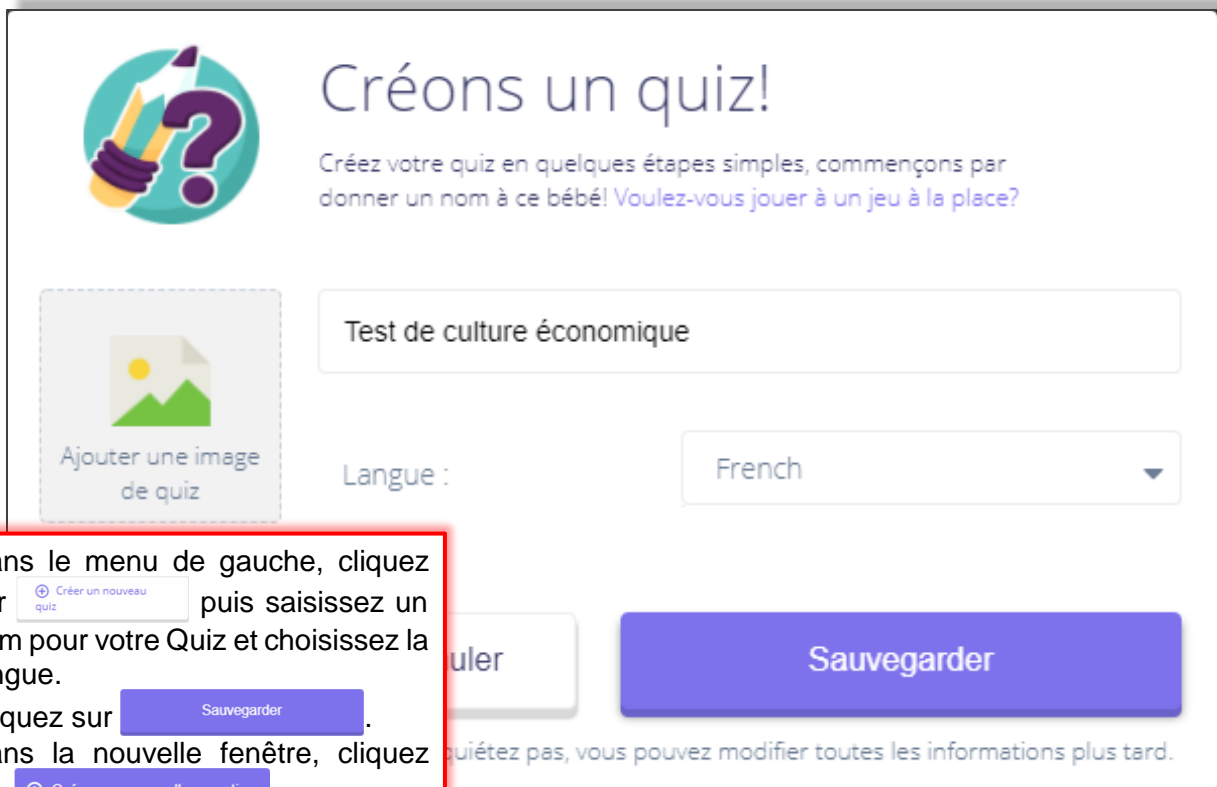 Créons un quiz!
Créez votre quiz en quelques étapes simples, commençons par
donner un nom à ce bébé! Voulez-vous jouer à un jeu à la place?
Test de culture économique
Ajouter une image
de quiz
Langue :
French
ans le menu de gauche, cliquez
r Créer un nouveau
quiz
puis saisissez un
m pour votre Quiz et choisissez la
ngue.
quez sur Sauvegarder .
ans la nouvelle fenêtre, cliquez
uler
Sauvegarder
quiétez pas, vous pouvez modifier toutes les informations plus tard.